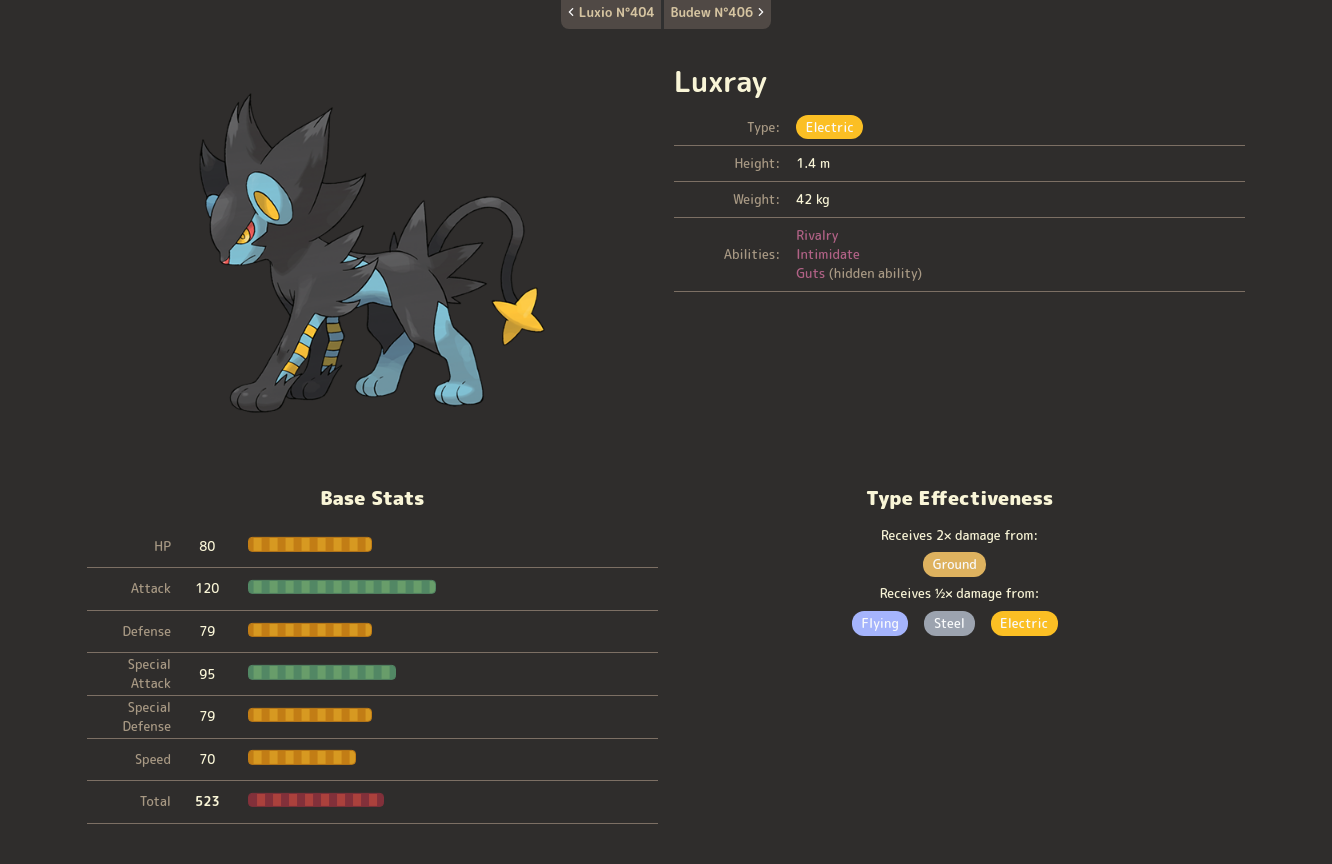 Luxio N°404
Budew N°406
Luxray
Type: Electric
Height: 1.4 m
Weight: 42 kg
Abilities:
Rivalry
Intimidate
Guts (hidden ability)
Base Stats
HP 80
Attack 120
Defense 79
Special Attack 95
Special Defense 79
Speed 70
Total 523
Type Effectiveness
Receives 2× damage from:
Ground
Receives ½× damage from:
Flying Steel Electric